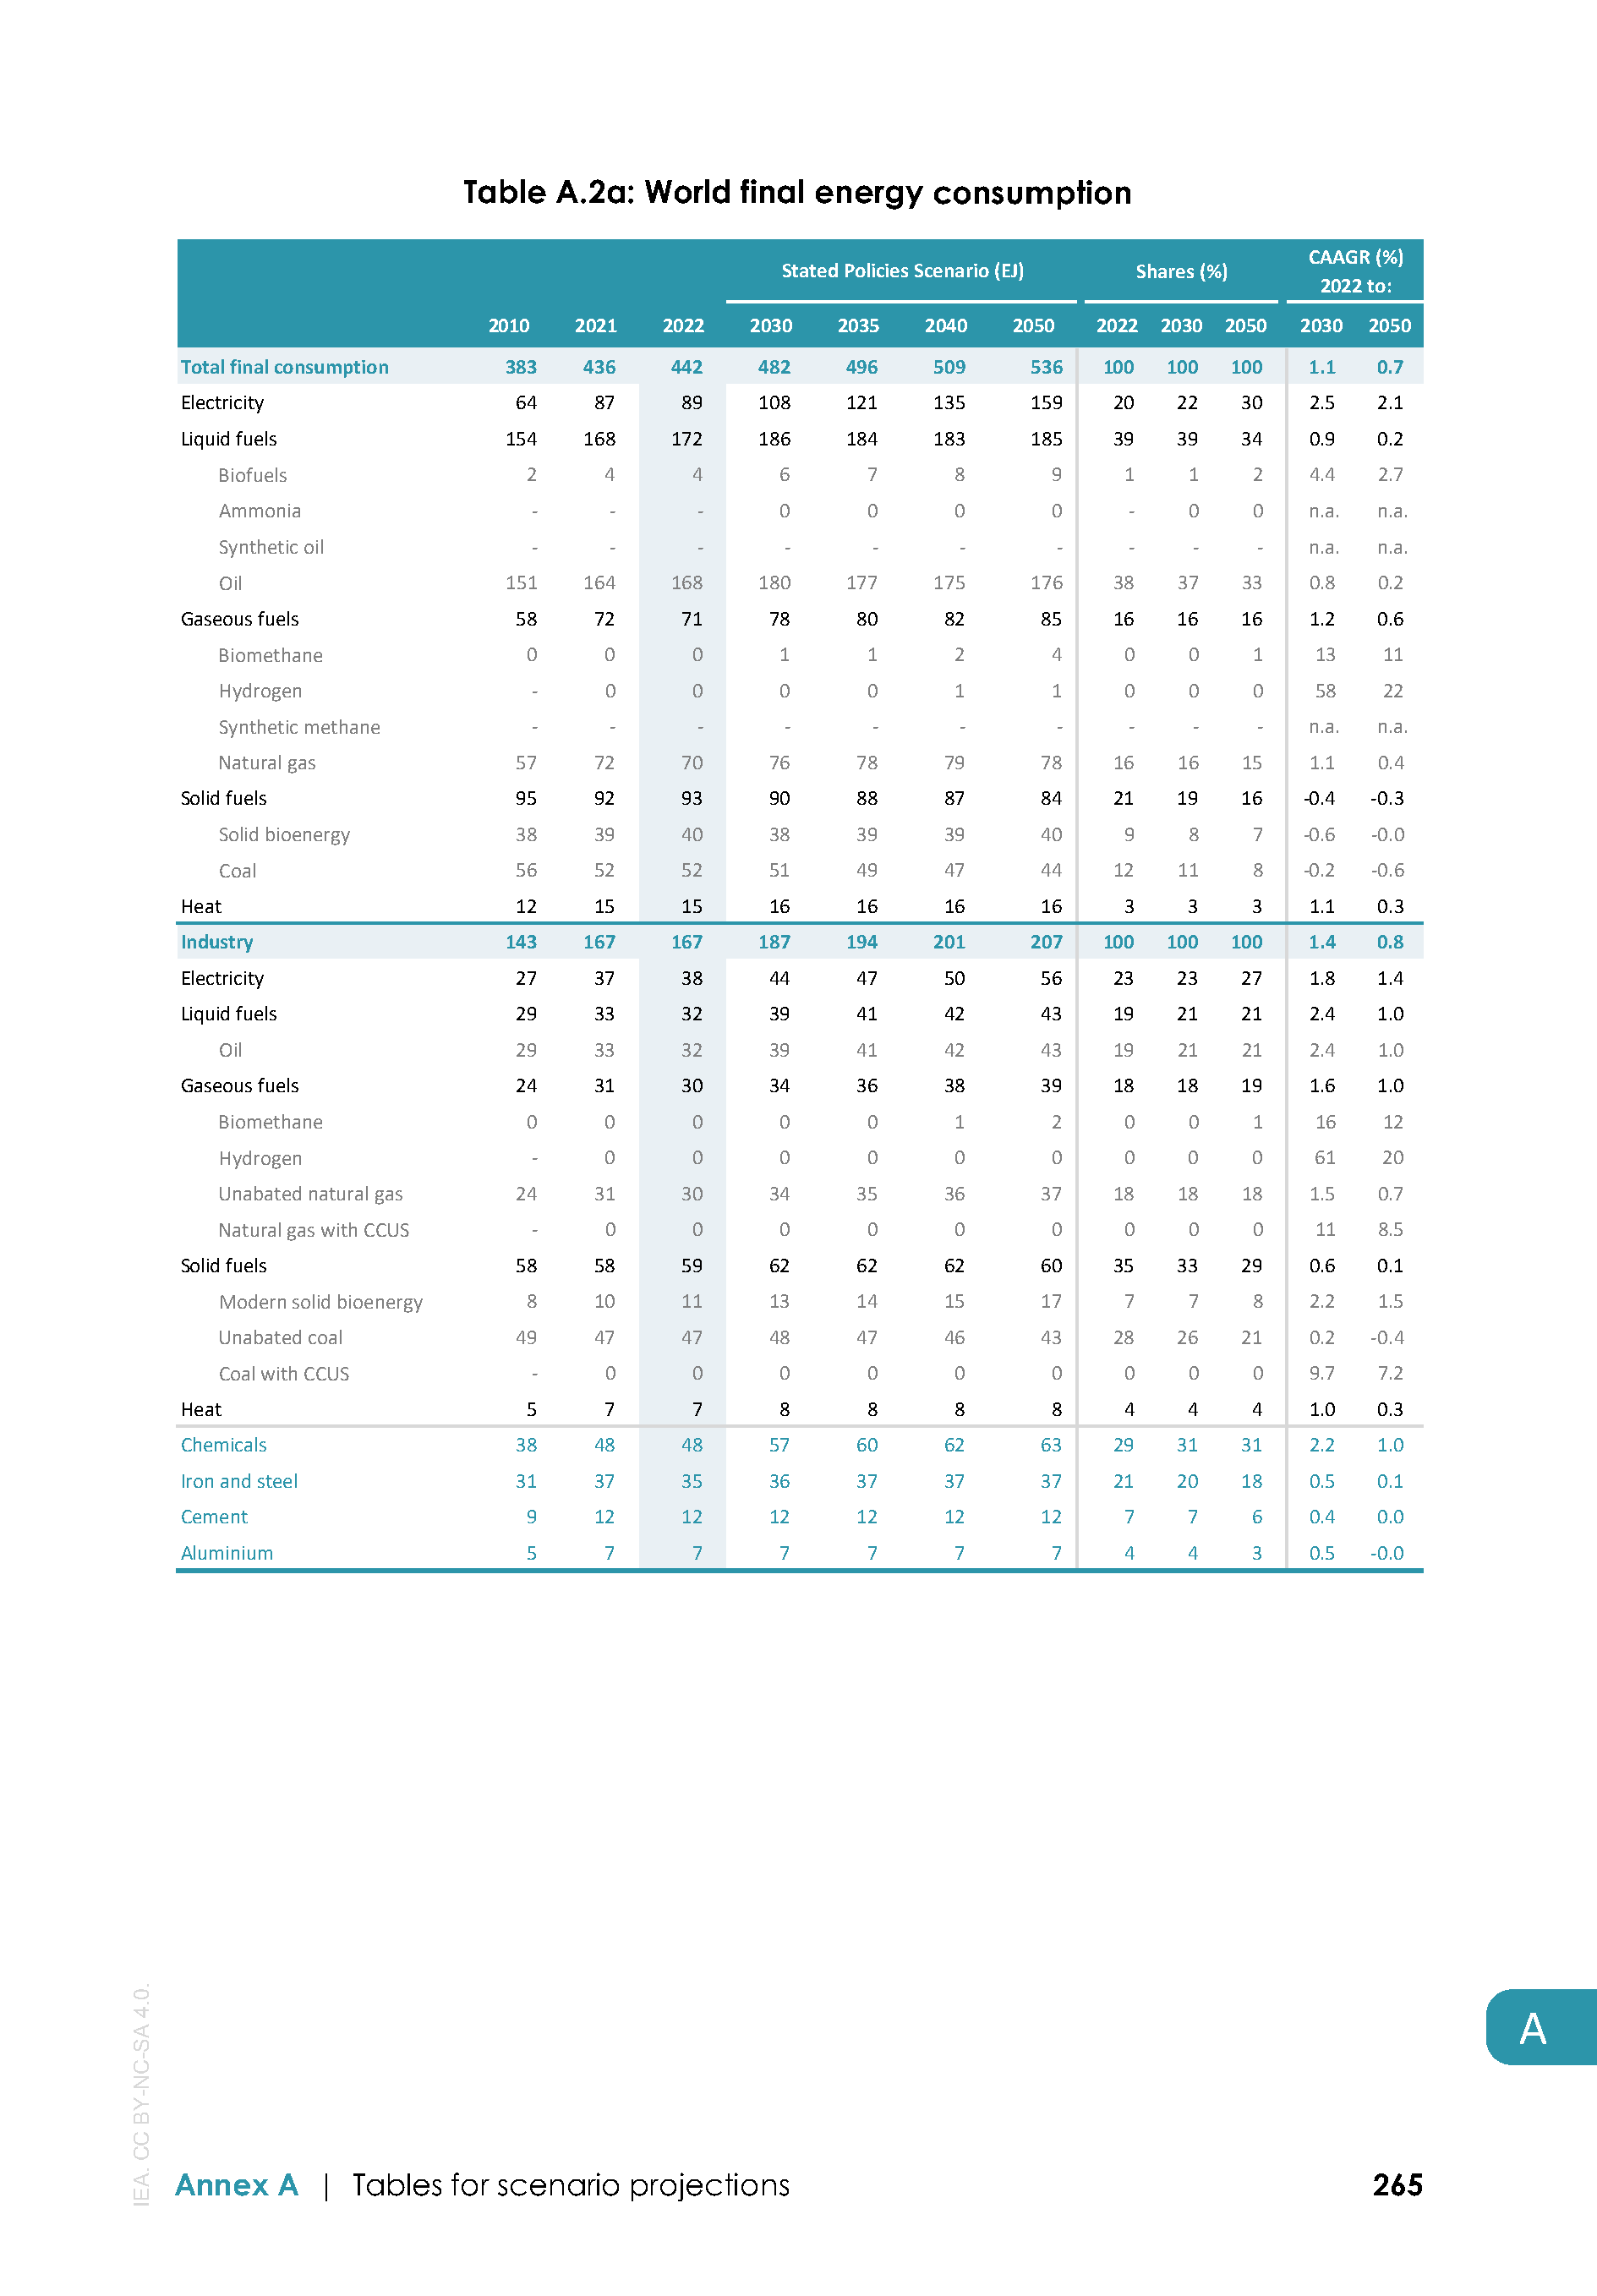 Table A.2a: World final energy consumption
Stated Policies Scenario (EJ) Shares (%) CAAGR (%) 2022 to:
2010 2021 2022 2030 2035 2040 2050 2022 2030 2050 2030 2050
Total final consumption 383 436 442 482 496 509 536 100 100 100 1.1 0.7
Electricity 64 87 89 108 121 135 159 20 22 30 2.5 2.1
Liquid fuels 154 168 172 186 184 183 185 39 39 34 0.9 0.2
Biofuels 2 4 4 6 7 8 9 1 1 2 4.4 2.7
Ammonia - - - 0 0 0 0 - 0 0 n.a. n.a.
Synthetic oil - - - - - - - - - - n.a. n.a.
Oil 151 164 168 180 177 175 176 38 37 33 0.8 0.2
Gaseous fuels 58 72 71 78 80 82 85 16 16 16 1.2 0.6
Biomethane 0 0 0 1 1 2 4 0 0 1 13 11
Hydrogen - 0 0 0 0 1 1 0 0 0 58 22
Synthetic methane - - - - - - - - - - n.a. n.a.
Natural gas 57 72 70 76 78 79 78 16 16 15 1.1 0.4
Solid fuels 95 92 93 90 88 87 84 21 19 16 -0.4 -0.3
Solid bioenergy 38 39 40 38 39 39 40 9 8 7 -0.6 -0.0
Coal 56 52 52 51 49 47 44 12 11 8 -0.2 -0.6
Heat 12 15 15 16 16 16 16 3 3 3 1.1 0.3
Industry 143 167 167 187 194 201 207 100 100 100 1.4 0.8
Electricity 27 37 38 44 47 50 56 23 23 27 1.8 1.4
Liquid fuels 29 33 32 39 41 42 43 19 21 21 2.4 1.0
Oil 29 33 32 39 41 42 43 19 21 21 2.4 1.0
Gaseous fuels 24 31 30 34 36 38 39 18 18 19 1.6 1.0
Biomethane 0 0 0 0 0 1 2 0 0 1 16 12
Hydrogen - 0 0 0 0 0 0 0 0 0 61 20
Unabated natural gas 24 31 30 34 35 36 37 18 18 18 1.5 0.7
Natural gas with CCUS - 0 0 0 0 0 0 0 0 0 11 8.5
Solid fuels 58 58 59 62 62 62 60 35 33 29 0.6 0.1
Modern solid bioenergy 8 10 11 13 14 15 17 7 7 8 2.2 1.5
Unabated coal 49 47 47 48 47 46 43 28 26 21 0.2 -0.4
Coal with CCUS - 0 0 0 0 0 0 0 0 0 9.7 7.2
Heat 5 7 7 8 8 8 8 4 4 4 1.0 0.3
Chemicals 38 48 48 57 60 62 63 29 31 31 2.2 1.0
Iron and steel 31 37 35 36 37 37 37 21 20 18 0.5 0.1
Cement 9 12 12 12 12 12 12 7 7 6 0.4 0.0
Aluminium 5 7 7 7 7 7 7 4 4 3 0.5 -0.0
A
IEA. CC BY-NC-SA 4.0.
Annex A | Tables for scenario projections 265